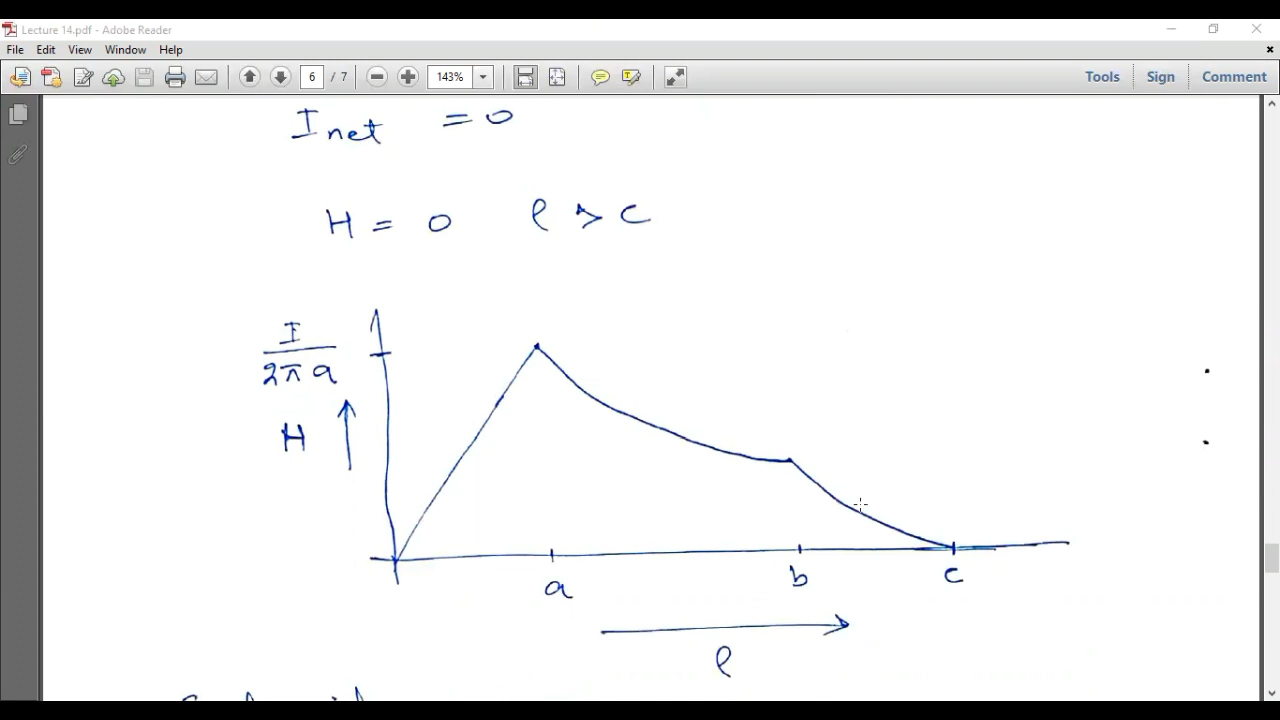 Lecture 14.pdf - Adobe Reader
File Edit View Window Help
6 / 7 143% Tools Sign Comment
I net = 0
H = 0 ρ > c
I
2π a
H
a b c
ρ